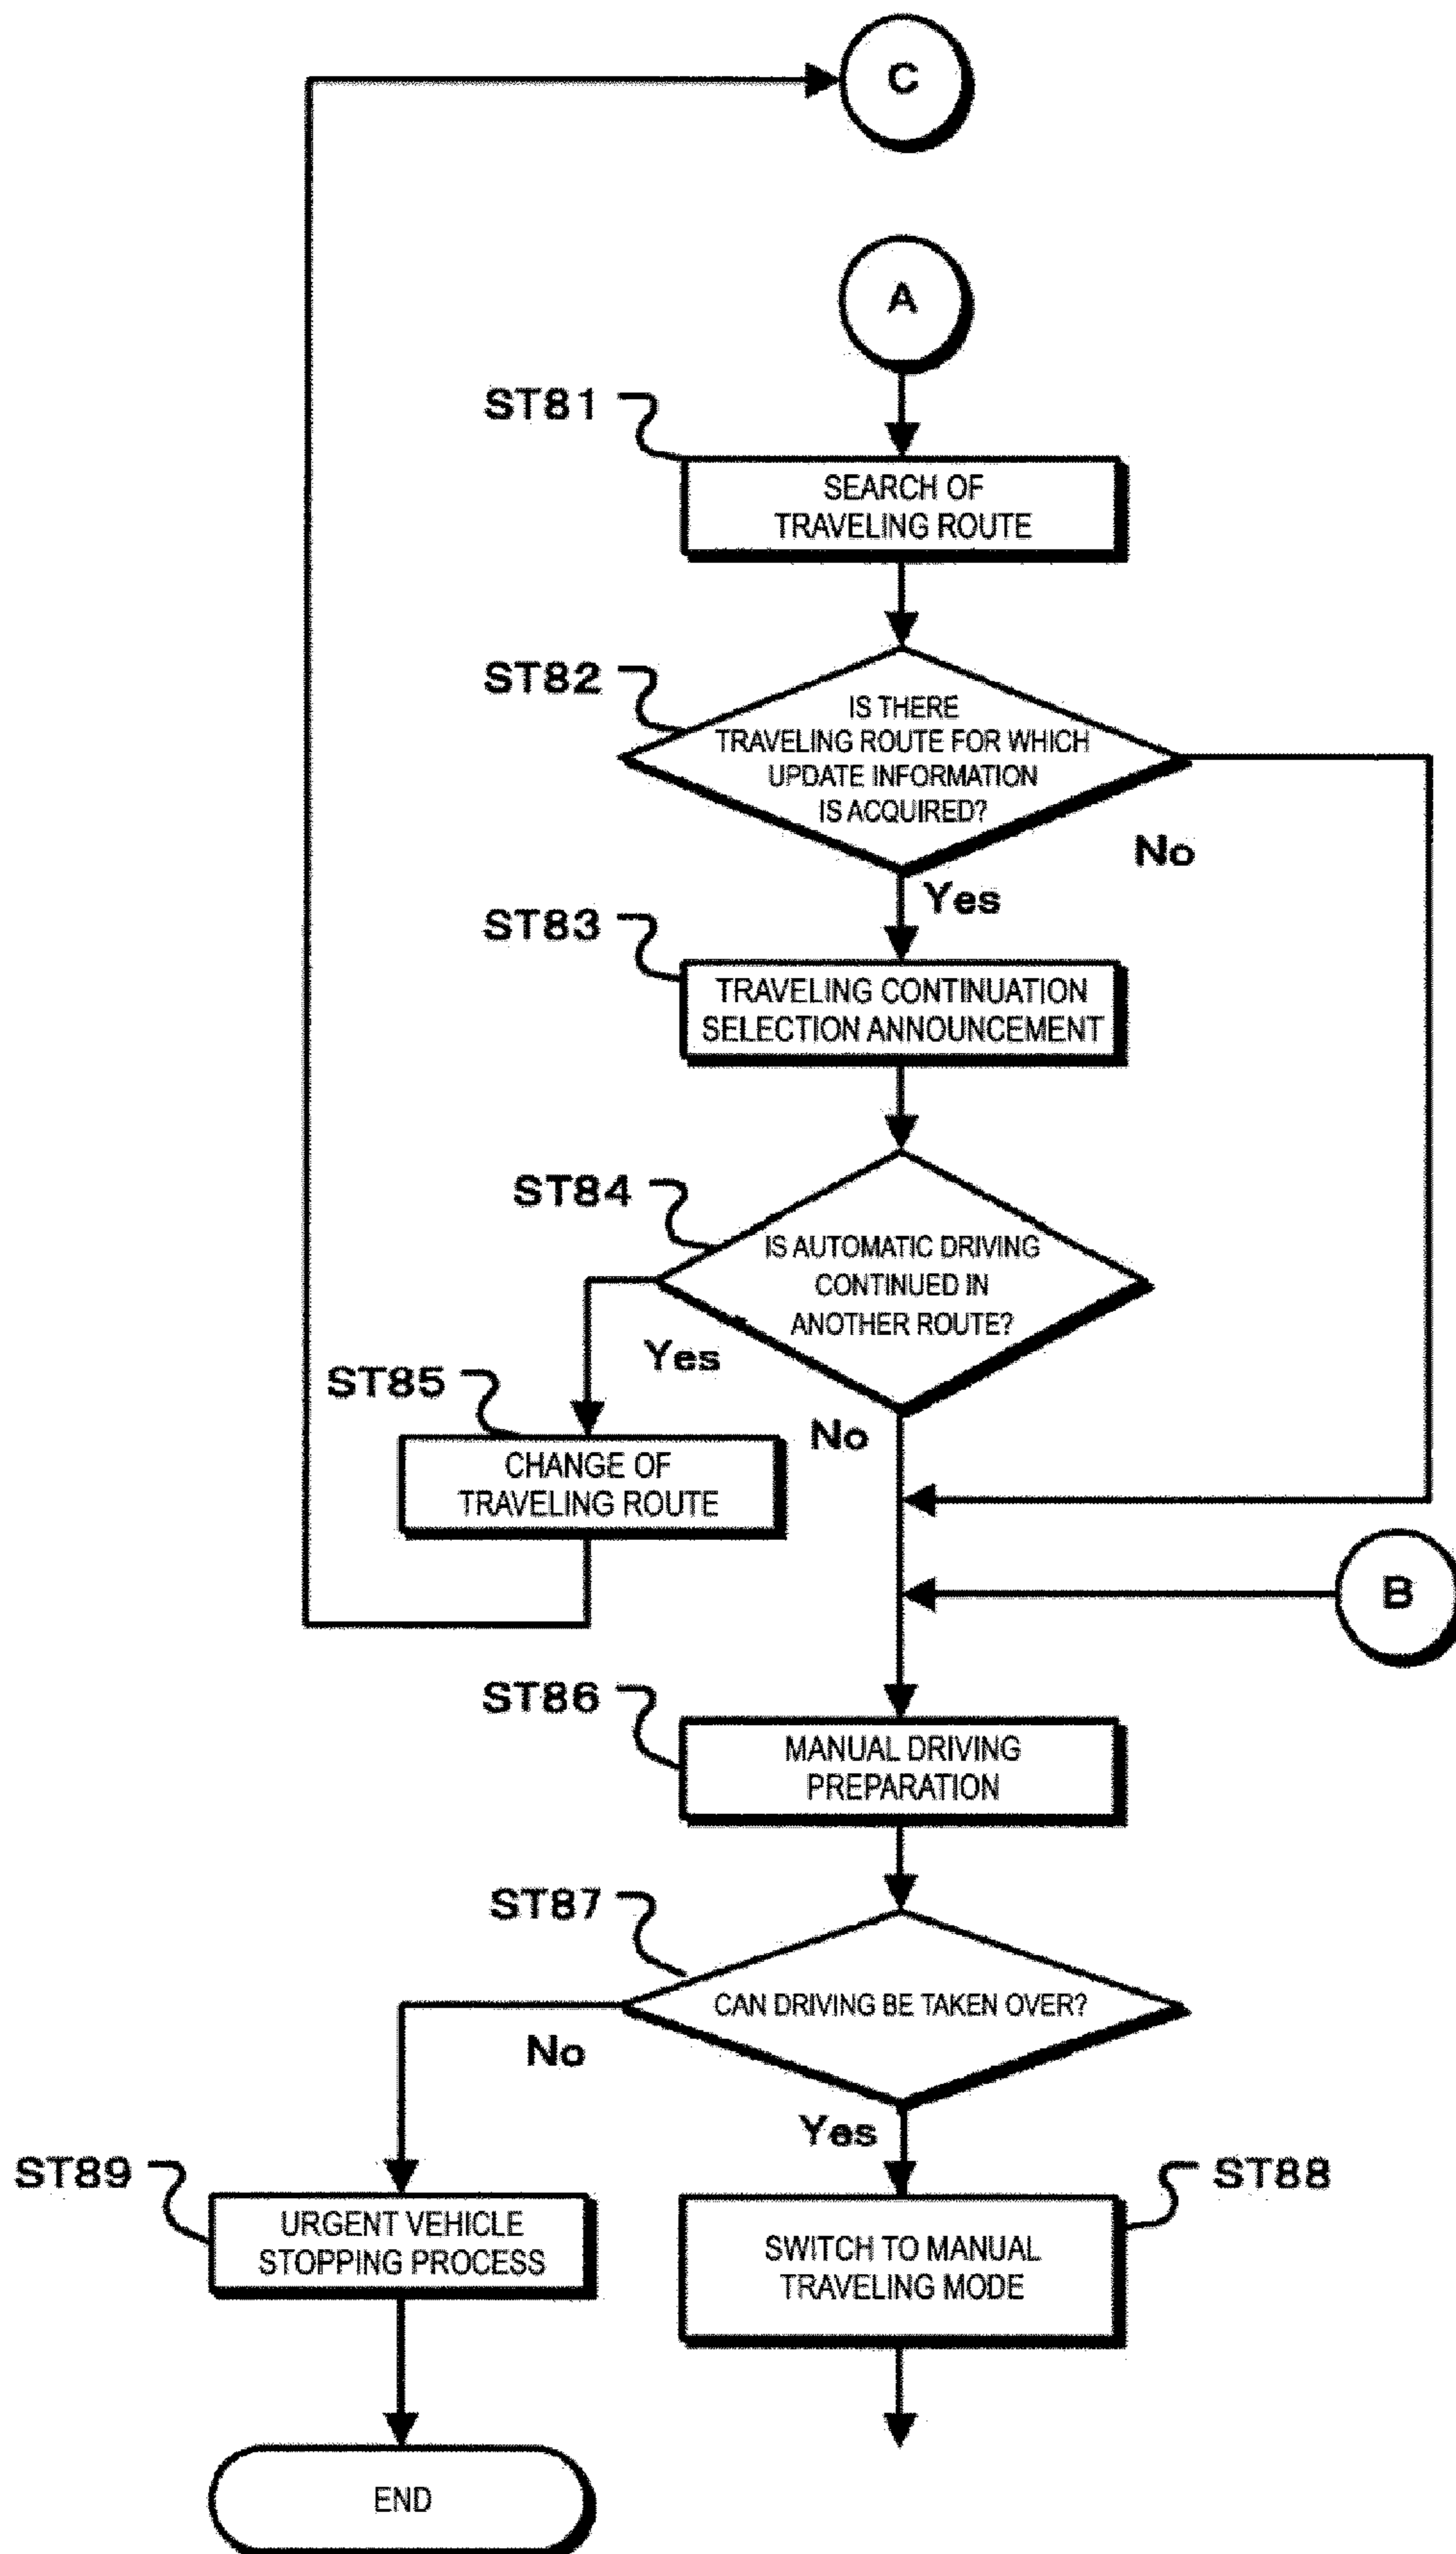 C
A
ST81
SEARCH OF
TRAVELING ROUTE
ST82
IS THERE
TRAVELING ROUTE FOR WHICH
UPDATE INFORMATION
IS ACQUIRED?
No
Yes
ST83
TRAVELING CONTINUATION
SELECTION ANNOUNCEMENT
ST84
IS AUTOMATIC DRIVING
CONTINUED IN
ANOTHER ROUTE?
Yes
No
ST85
CHANGE OF
TRAVELING ROUTE
B
ST86
MANUAL DRIVING
PREPARATION
ST87
CAN DRIVING BE TAKEN OVER?
No
Yes
ST89
URGENT VEHICLE
STOPPING PROCESS
ST88
SWITCH TO MANUAL
TRAVELING MODE
END